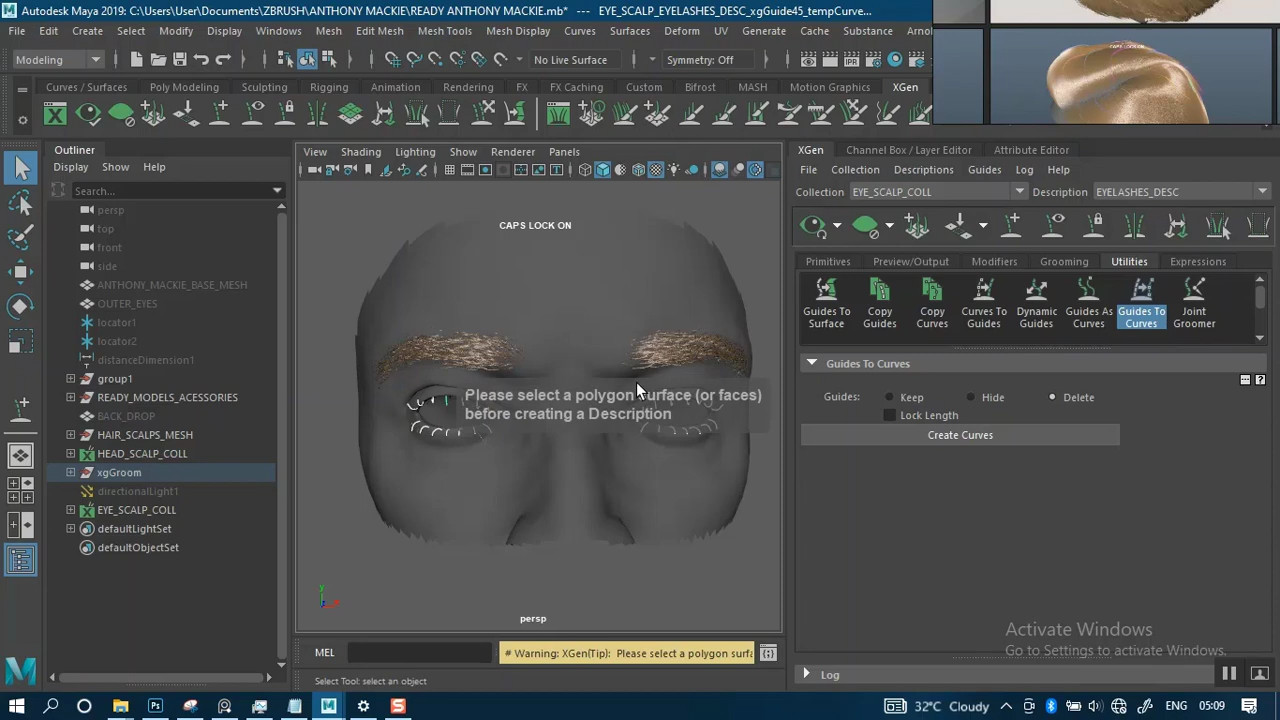 Autodesk Maya 2019: C:\Users\User\Documents\ZBRUSH\ANTHONY MACKIE\READY ANTHONY MACKIE.mb* --- EYE_SCALP_EYELASHES_DESC_xgGuide45_tempCurve...
File Edit Create Select Modify Display Windows Mesh Edit Mesh Mesh Tools Mesh Display Curves Surfaces Deform UV Generate Cache Substance Arnold
Modeling No Live Surface Symmetry: Off
CAPS LOCK ON
Curves / Surfaces Poly Modeling Sculpting Rigging Animation Rendering FX FX Caching Custom Bifrost MASH Motion Graphics XGen
Outliner
Display Show Help
Search...
persp
top
front
side
ANTHONY_MACKIE_BASE_MESH
OUTER_EYES
locator1
locator2
distanceDimension1
group1
READY_MODELS_ACESSORIES
BACK_DROP
HAIR_SCALPS_MESH
HEAD_SCALP_COLL
xgGroom
directionalLight1
EYE_SCALP_COLL
defaultLightSet
defaultObjectSet
View Shading Lighting Show Renderer Panels
CAPS LOCK ON
Please select a polygon surface (or faces)
before creating a Description
persp
MEL
# Warning: XGen(Tip): Please select a polygon surfa
Select Tool: select an object
XGen Channel Box / Layer Editor Attribute Editor
File Collection Descriptions Guides Log Help
Collection EYE_SCALP_COLL Description EYELASHES_DESC
Primitives Preview/Output Modifiers Grooming Utilities Expressions
Guides To Surface
Copy Guides
Copy Curves
Curves To Guides
Dynamic Guides
Guides As Curves
Guides To Curves
Joint Groomer
Guides To Curves
Guides: Keep Hide Delete
Lock Length
Create Curves
Activate Windows
Go to Settings to activate Windows.
Log
32°C Cloudy ENG 05:09